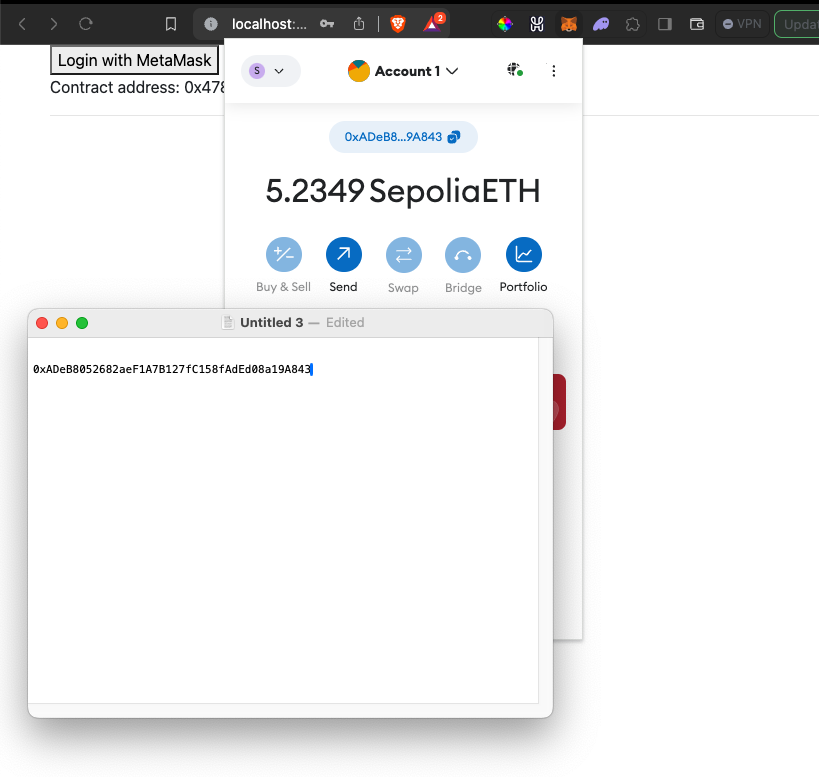 localhost:...
2
VPN
Upda
Login with MetaMask
Contract address: 0x478
S
Account 1
0xADeB8...9A843
5.2349 SepoliaETH
Buy & Sell
Send
Swap
Bridge
Portfolio
Untitled 3 — Edited
0xADeB8052682aeF1A7B127fC158fAdEd08a19A843